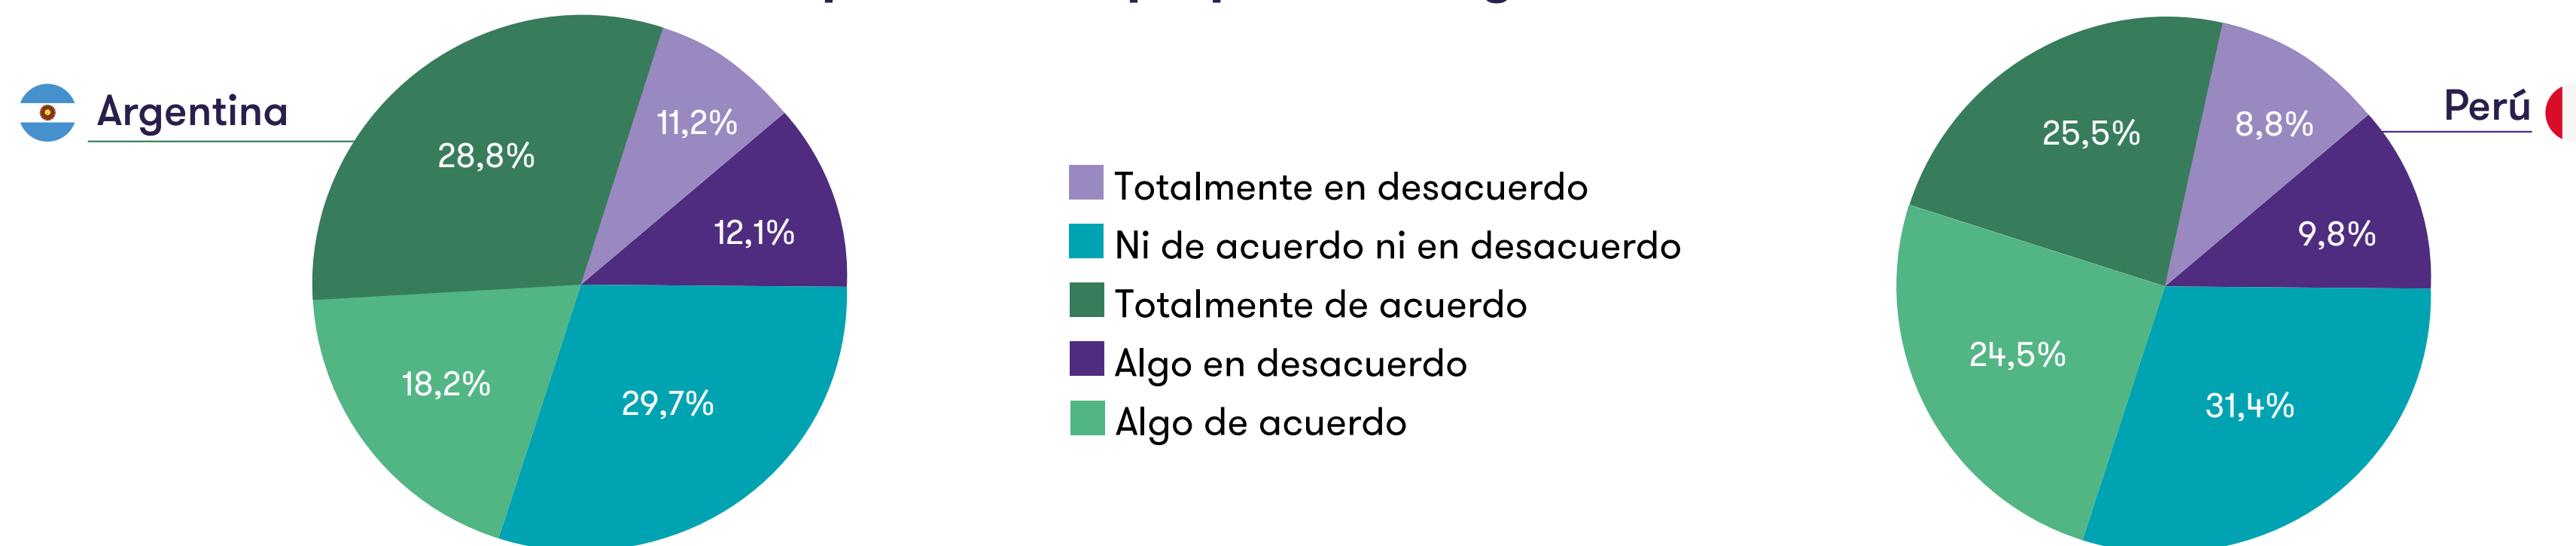 Argentina
28,8%
11,2%
12,1%
18,2%
29,7%
Totalmente en desacuerdo
Ni de acuerdo ni en desacuerdo
Totalmente de acuerdo
Algo en desacuerdo
Algo de acuerdo
Perú
25,5%
8,8%
9,8%
24,5%
31,4%